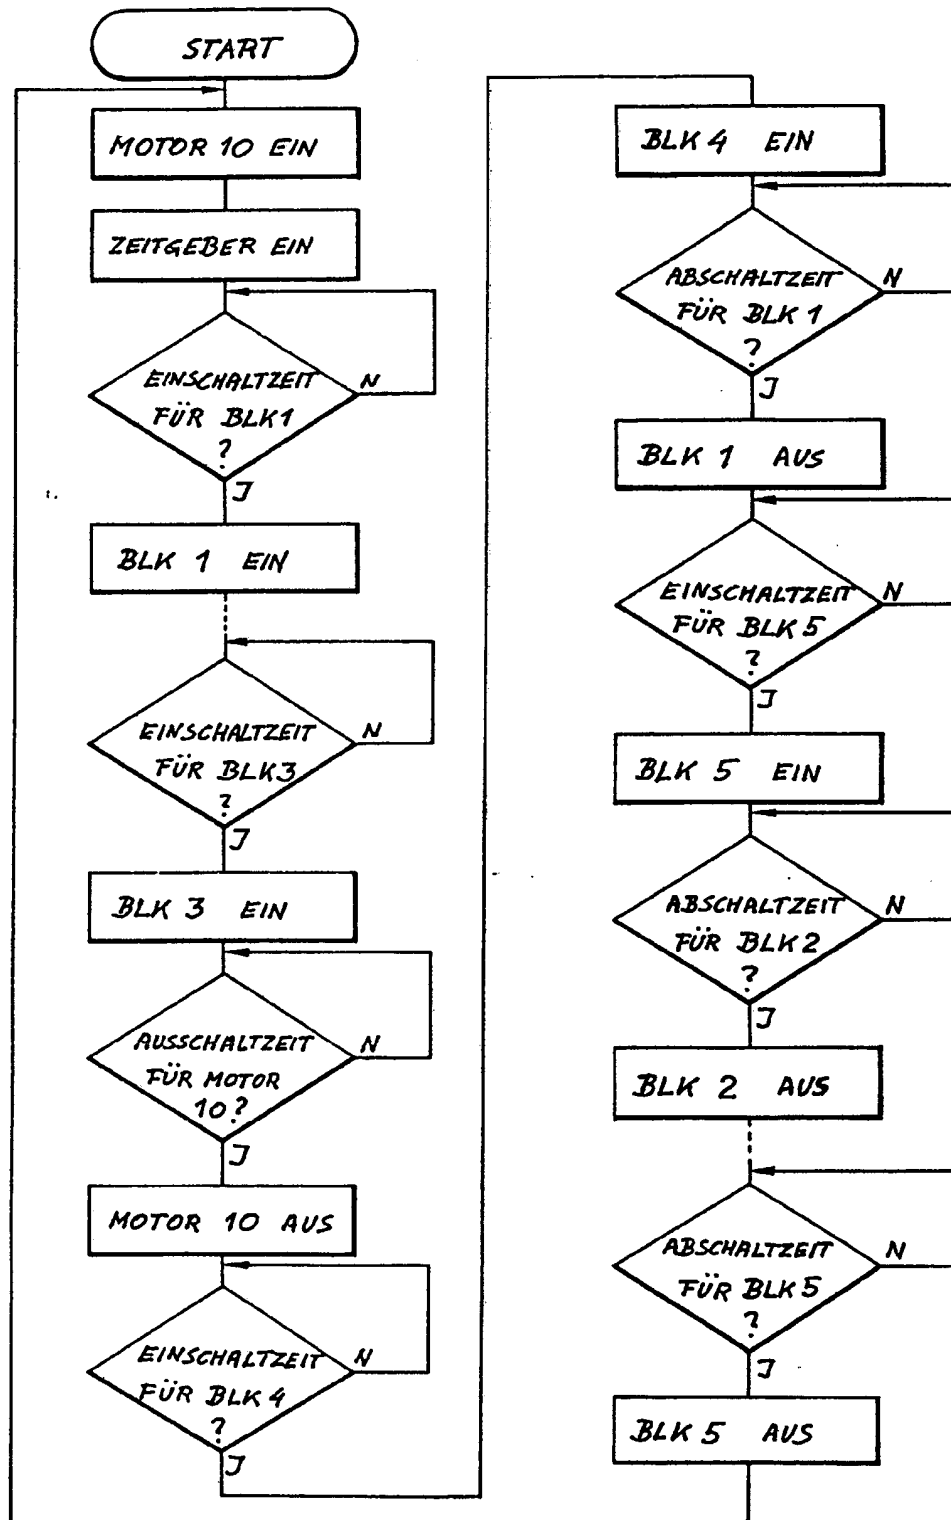 START
MOTOR 10 EIN
ZEITGEBER EIN
EINSCHALTZEIT
FÜR BLK1
?
N
J
BLK 1 EIN
EINSCHALTZEIT
FÜR BLK3
?
N
J
BLK 3 EIN
AUSSCHALTZEIT
FÜR MOTOR
10?
N
J
MOTOR 10 AUS
EINSCHALTZEIT
FÜR BLK 4
?
N
J
BLK 4 EIN
ABSCHALTZEIT
FÜR BLK 1
?
N
J
BLK 1 AUS
EINSCHALTZEIT
FÜR BLK 5
?
N
J
BLK 5 EIN
ABSCHALTZEIT
FÜR BLK 2
?
N
J
BLK 2 AUS
ABSCHALTZEIT
FÜR BLK 5
?
N
J
BLK 5 AUS